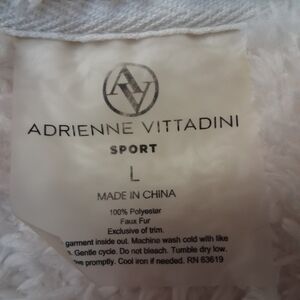 AV
ADRIENNE VITTADINI
SPORT
L
MADE IN CHINA
100% Polyester
Faux Fur
Exclusive of trim.
garment inside out. Machine wash cold with like
. Gentle cycle. Do not bleach. Tumble dry low.
promptly. Cool iron if needed. RN 63619